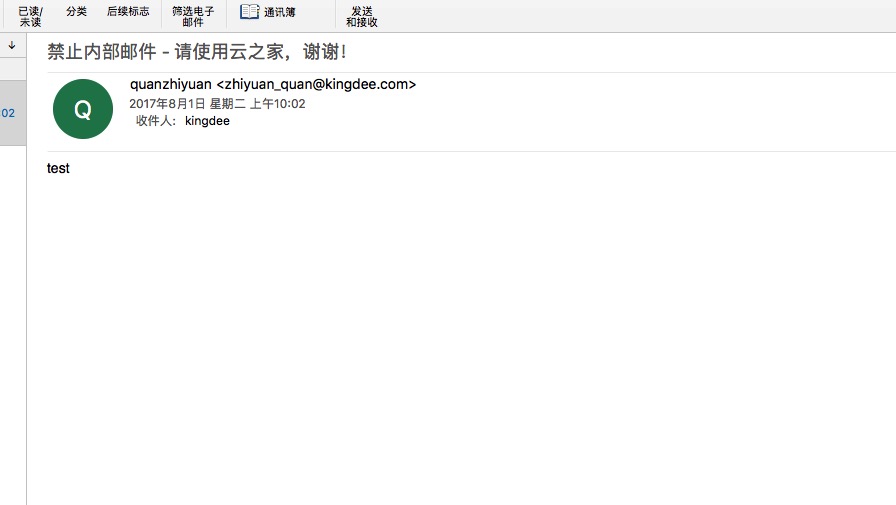 已读/ 分类 后续标志 筛选电子 通讯簿 发送
未读 邮件 和接收
禁止内部邮件 - 请使用云之家，谢谢！
Q
quanzhiyuan <zhiyuan_quan@kingdee.com>
2017年8月1日 星期二 上午10:02
收件人: kingdee
:02
test